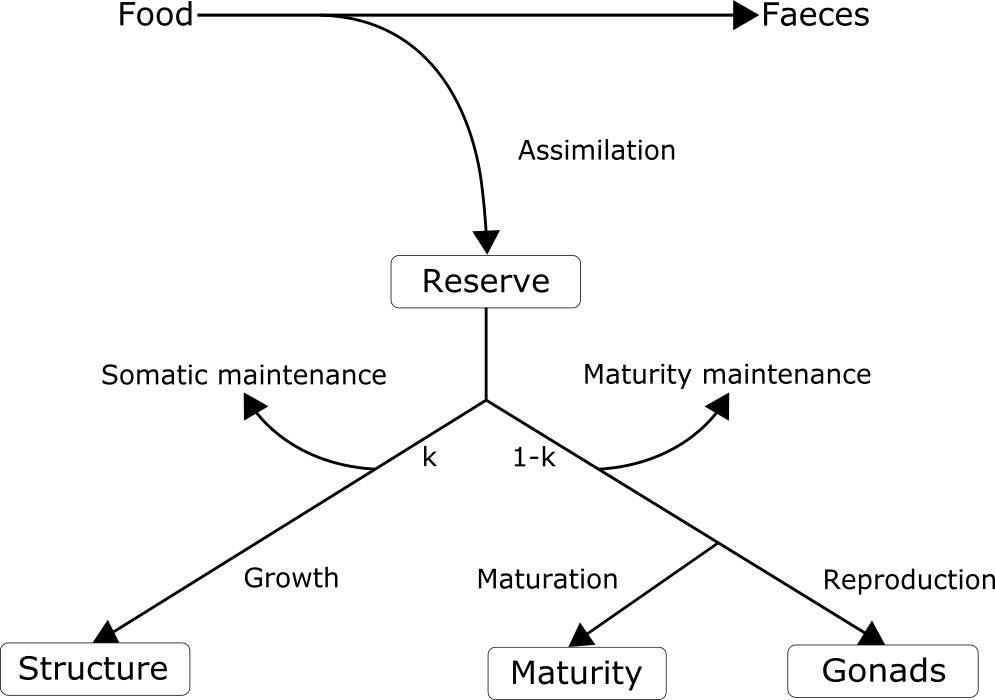 Food
Faeces
Assimilation
Reserve
Somatic maintenance
Maturity maintenance
k
1-k
Growth
Maturation
Reproduction
Structure
Maturity
Gonads